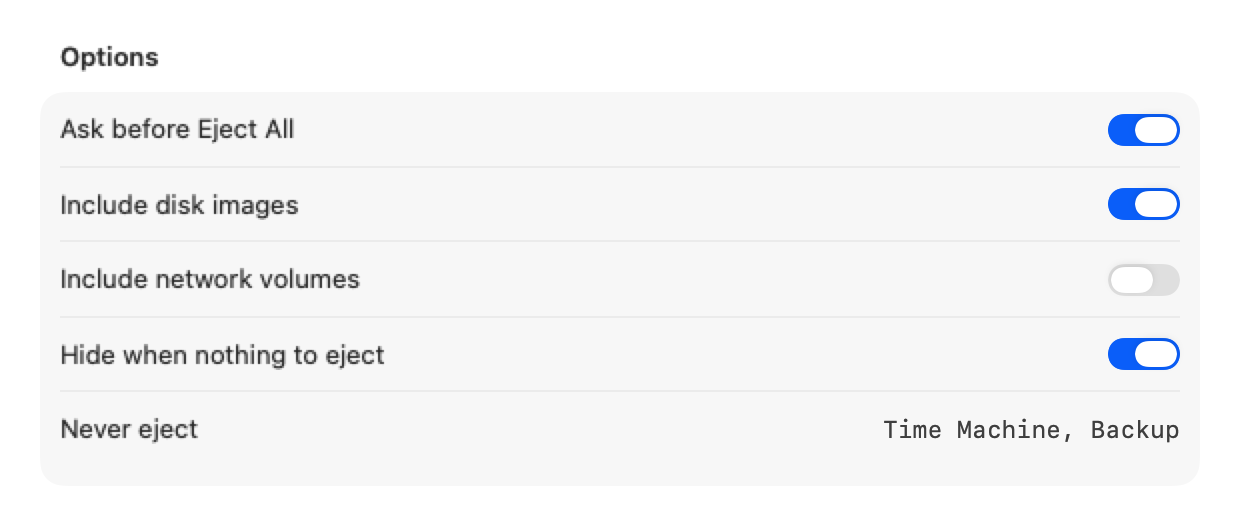 Options
Ask before Eject All
Include disk images
Include network volumes
Hide when nothing to eject
Never eject Time Machine, Backup